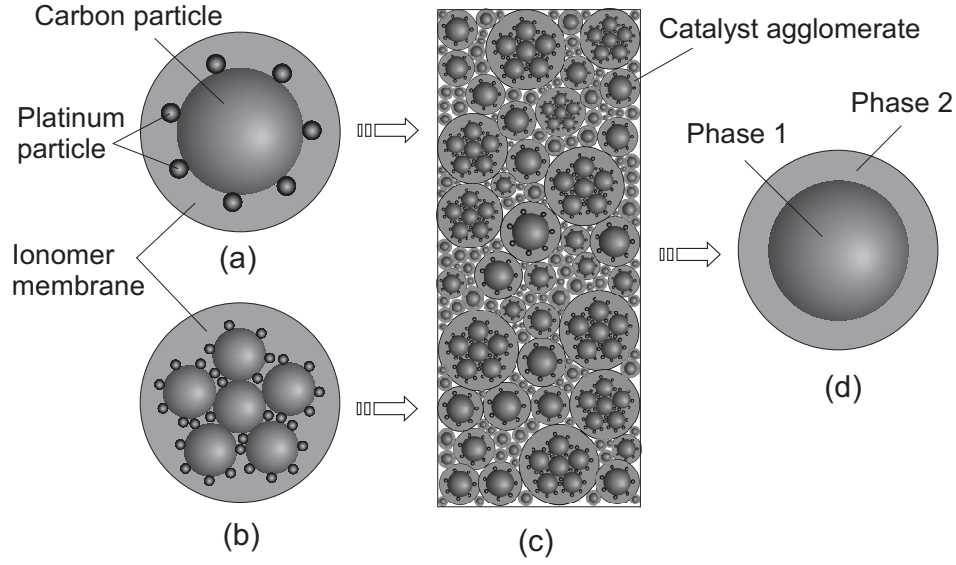 Carbon particle
Platinum
particle
(a)
Ionomer
membrane
(b)
Catalyst agglomerate
(c)
Phase 2
Phase 1
(d)